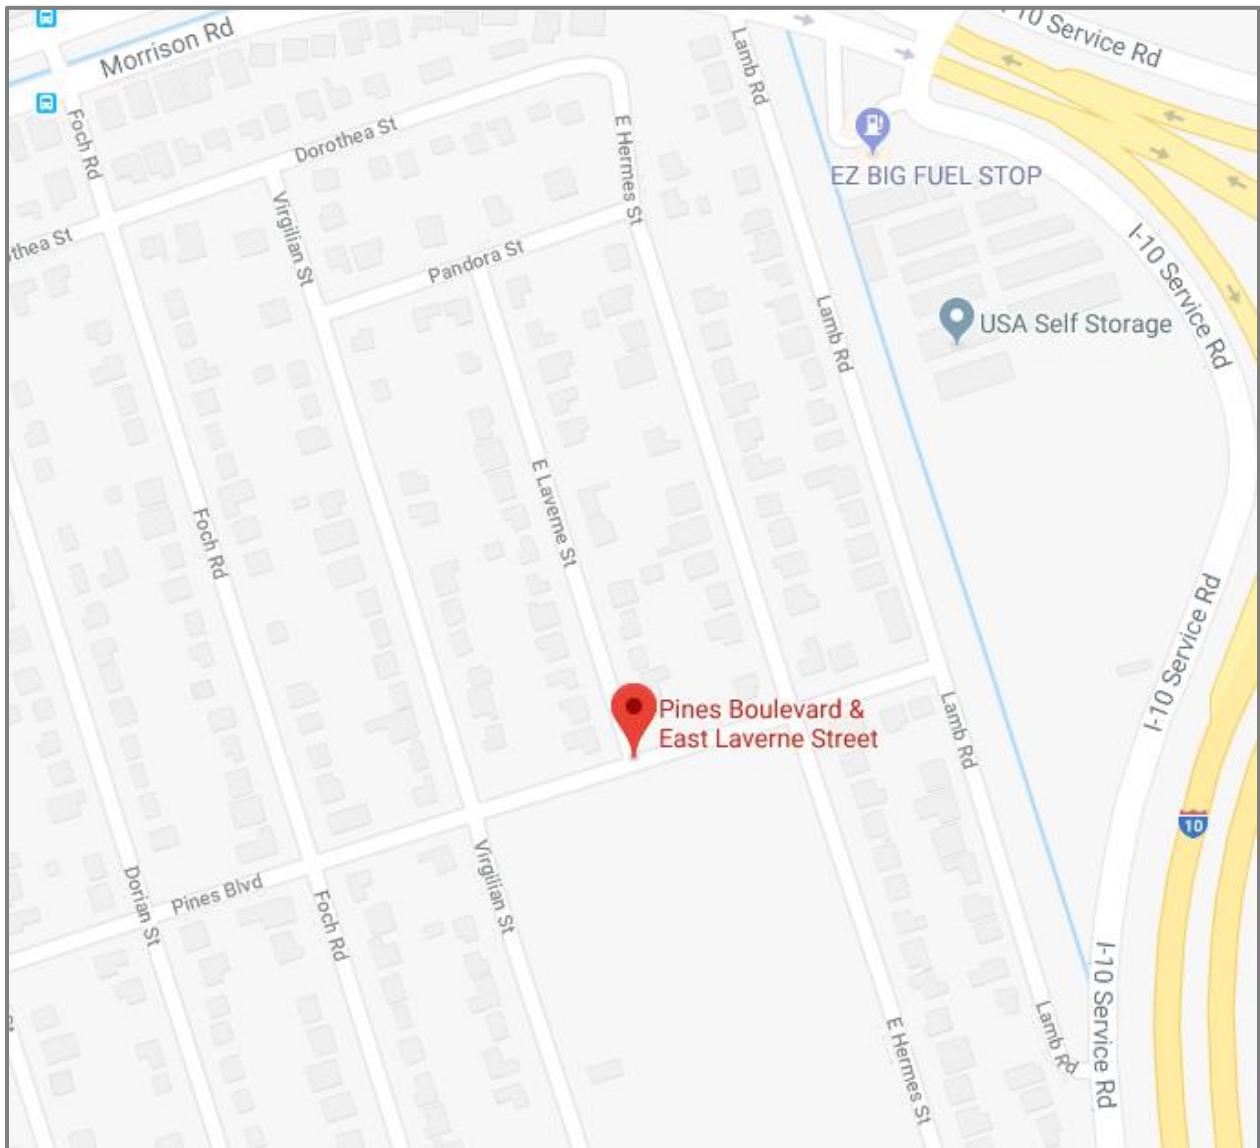 Morrison Rd
I-10 Service Rd
Lamb Rd
Foch Rd
Dorothea St
E Hermes St
EZ BIG FUEL STOP
Virgilian St
thea St
Pandora St
I-10 Service Rd
Lamb Rd
USA Self Storage
E Laverne St
Foch Rd
I-10 Service Rd
Pines Boulevard &
East Laverne Street
Lamb Rd
10
Virgilian St
Pines Blvd
Dorian St
Foch Rd
I-10 Service Rd
St
E Hermes St
Lamb Rd